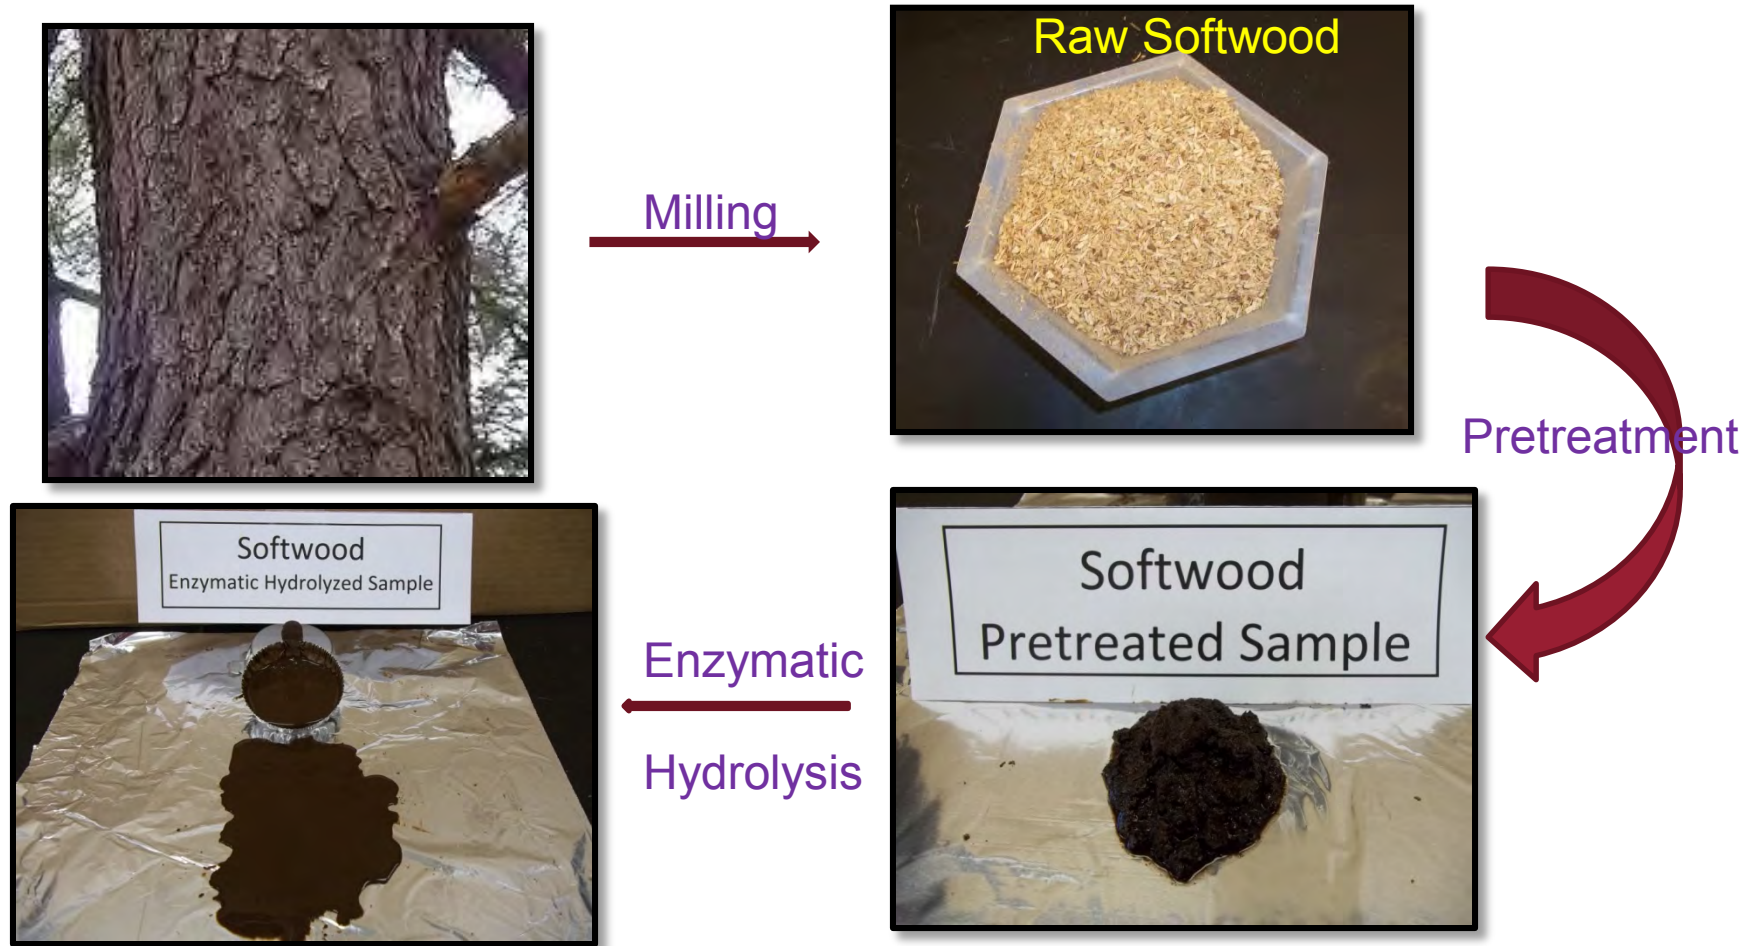 Milling
Raw Softwood
Pretreatment
Softwood
Pretreated Sample
Enzymatic
Hydrolysis
Softwood
Enzymatic Hydrolyzed Sample